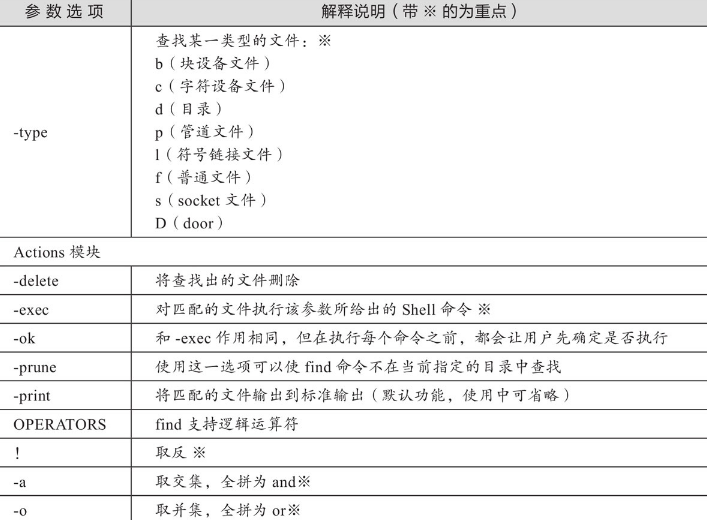 参 数 选 项 解释说明（带 ※ 的为重点）
-type
查找某一类型的文件：※
b（块设备文件）
c（字符设备文件）
d（目录）
p（管道文件）
l（符号链接文件）
f（普通文件）
s（socket 文件）
D（door）
Actions 模块
-delete 将查找出的文件删除
-exec 对匹配的文件执行该参数所给出的 Shell 命令 ※
-ok 和 -exec 作用相同，但在执行每个命令之前，都会让用户先确定是否执行
-prune 使用这一选项可以使 find 命令不在当前指定的目录中查找
-print 将匹配的文件输出到标准输出（默认功能，使用中可省略）
OPERATORS find 支持逻辑运算符
! 取反 ※
-a 取交集，全拼为 and※
-o 取并集，全拼为 or※